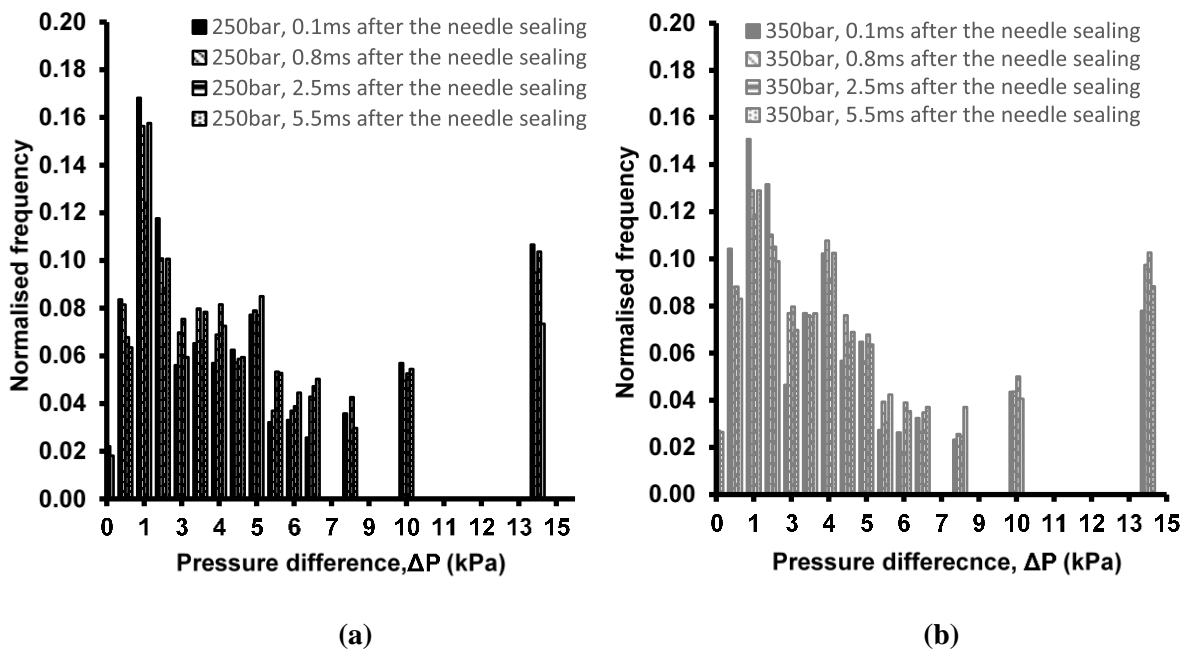 250bar, 0.1ms after the needle sealing
250bar, 0.8ms after the needle sealing
250bar, 2.5ms after the needle sealing
250bar, 5.5ms after the needle sealing
Normalised frequency
0.20
0.18
0.16
0.14
0.12
0.10
0.08
0.06
0.04
0.02
0.00
0 1 3 4 5 6 7 9 10 11 12 13 15
Pressure difference,ΔP (kPa)
(a)
350bar, 0.1ms after the needle sealing
350bar, 0.8ms after the needle sealing
350bar, 2.5ms after the needle sealing
350bar, 5.5ms after the needle sealing
Normalised frequency
0.20
0.18
0.16
0.14
0.12
0.10
0.08
0.06
0.04
0.02
0.00
0 1 3 4 5 6 7 9 10 11 12 13 15
Pressure differecnce, ΔP (kPa)
(b)